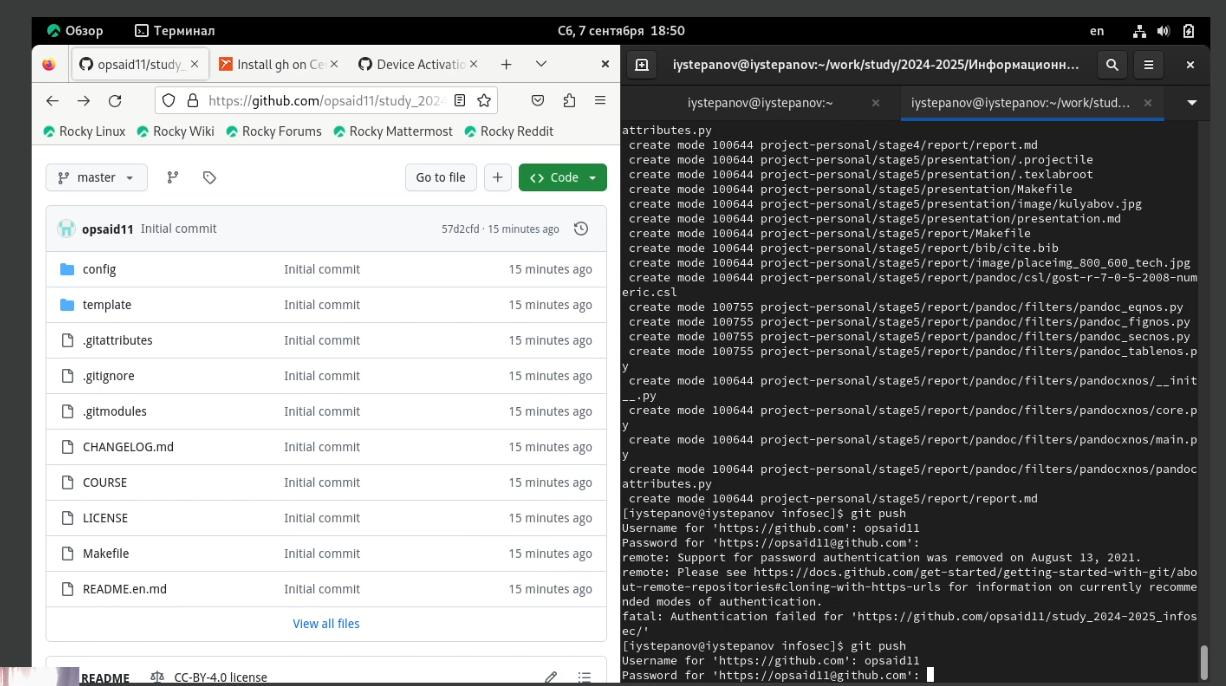 Обзор
Терминал
Сб, 7 сентября 18:50
en
opsaid11/study_
Install gh on Ce
Device Activatio
https://github.com/opsaid11/study_2024
Rocky Linux
Rocky Wiki
Rocky Forums
Rocky Mattermost
Rocky Reddit
master
Go to file
Code
opsaid11 Initial commit 57d2cfd · 15 minutes ago
config Initial commit 15 minutes ago
template Initial commit 15 minutes ago
.gitattributes Initial commit 15 minutes ago
.gitignore Initial commit 15 minutes ago
.gitmodules Initial commit 15 minutes ago
CHANGELOG.md Initial commit 15 minutes ago
COURSE Initial commit 15 minutes ago
LICENSE Initial commit 15 minutes ago
Makefile Initial commit 15 minutes ago
README.en.md Initial commit 15 minutes ago
View all files
README
CC-BY-4.0 license
iystepanov@iystepanov:~/work/study/2024-2025/Информационн...
iystepanov@iystepanov:~
iystepanov@iystepanov:~/work/stud...
attributes.py
create mode 100644 project-personal/stage4/report/report.md
create mode 100644 project-personal/stage5/presentation/.projectile
create mode 100644 project-personal/stage5/presentation/.texlabroot
create mode 100644 project-personal/stage5/presentation/Makefile
create mode 100644 project-personal/stage5/presentation/image/kulyabov.jpg
create mode 100644 project-personal/stage5/presentation/presentation.md
create mode 100644 project-personal/stage5/report/Makefile
create mode 100644 project-personal/stage5/report/bib/cite.bib
create mode 100644 project-personal/stage5/report/image/placeimg_800_600_tech.jpg
create mode 100644 project-personal/stage5/report/pandoc/csl/gost-r-7-0-5-2008-num
eric.csl
create mode 100755 project-personal/stage5/report/pandoc/filters/pandoc_eqnos.py
create mode 100755 project-personal/stage5/report/pandoc/filters/pandoc_fignos.py
create mode 100755 project-personal/stage5/report/pandoc/filters/pandoc_secnos.py
create mode 100755 project-personal/stage5/report/pandoc/filters/pandoc_tablenos.p
y
create mode 100644 project-personal/stage5/report/pandoc/filters/pandocxnos/__init
__.py
create mode 100644 project-personal/stage5/report/pandoc/filters/pandocxnos/core.p
y
create mode 100644 project-personal/stage5/report/pandoc/filters/pandocxnos/main.p
y
create mode 100644 project-personal/stage5/report/pandoc/filters/pandocxnos/pandoc
attributes.py
create mode 100644 project-personal/stage5/report/report.md
[iystepanov@iystepanov infosec]$ git push
Username for 'https://github.com': opsaid11
Password for 'https://opsaid11@github.com':
remote: Support for password authentication was removed on August 13, 2021.
remote: Please see https://docs.github.com/get-started/getting-started-with-git/abo
ut-remote-repositories#cloning-with-https-urls for information on currently recomme
nded modes of authentication.
fatal: Authentication failed for 'https://github.com/opsaid11/study_2024-2025_infos
ec/'
[iystepanov@iystepanov infosec]$ git push
Username for 'https://github.com': opsaid11
Password for 'https://opsaid11@github.com':